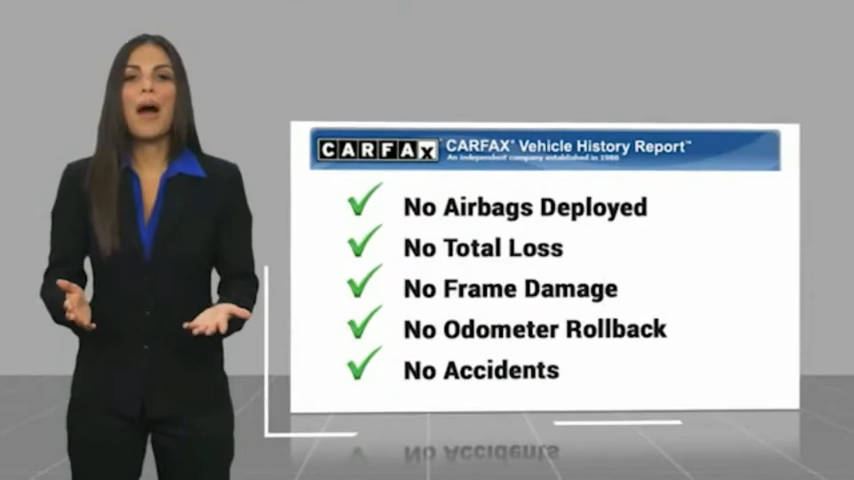 CARFAX CARFAX® Vehicle History Report™
An independent company established in 1986
No Airbags Deployed
No Total Loss
No Frame Damage
No Odometer Rollback
No Accidents
No Accidents